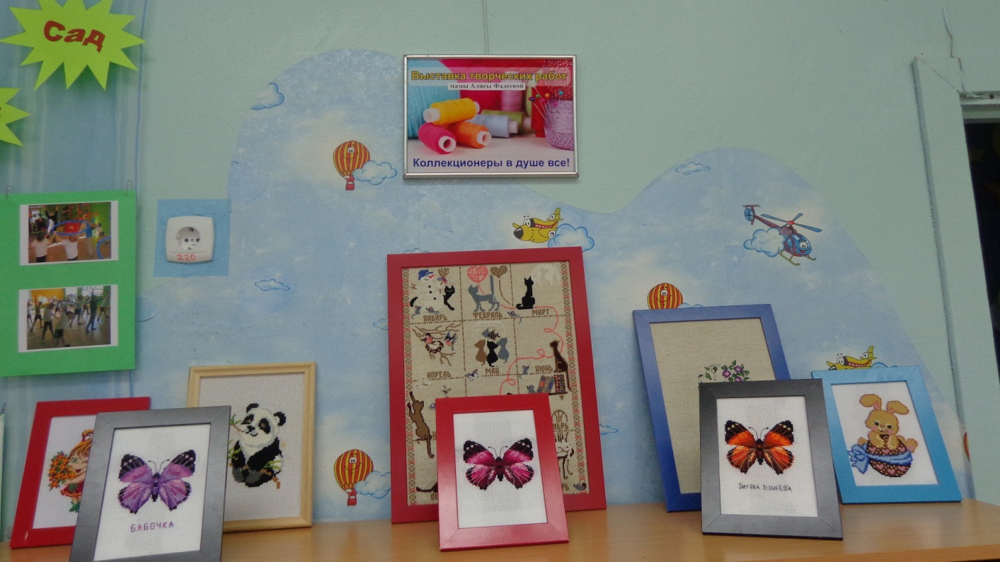 Сад
Выставка творческих работ
мамы Алисы Фадеевой
Коллекционеры в душе все!
220
ЯНВАРЬ
ФЕВРАЛЬ
МАРТ
АПРЕЛЬ
МАЙ
ИЮНЬ
БАБОЧКА